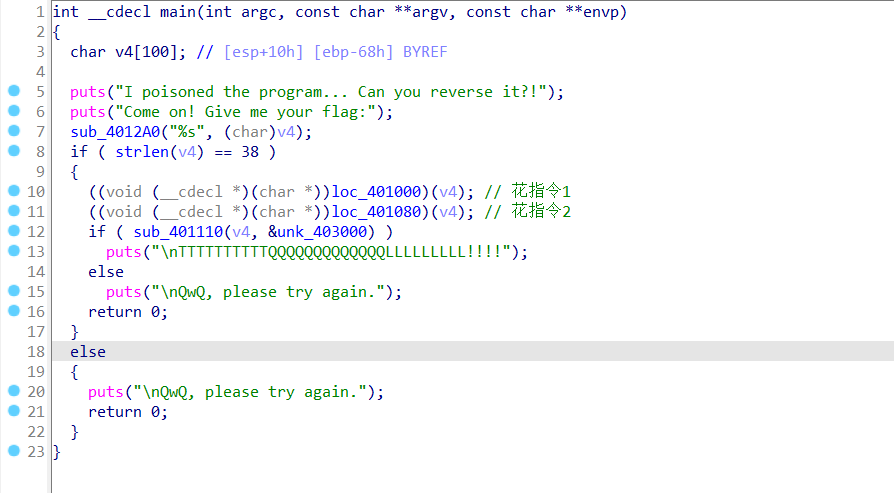 1 int __cdecl main(int argc, const char **argv, const char **envp)
2 {
3 char v4[100]; // [esp+10h] [ebp-68h] BYREF
4
5 puts("I poisoned the program... Can you reverse it?!");
6 puts("Come on! Give me your flag:");
7 sub_4012A0("%s", (char)v4);
8 if ( strlen(v4) == 38 )
9 {
10 ((void (__cdecl *)(char *))loc_401000)(v4); // 花指令1
11 ((void (__cdecl *)(char *))loc_401080)(v4); // 花指令2
12 if ( sub_401110(v4, &unk_403000) )
13 puts("\nTTTTTTTTTTQQQQQQQQQQQQQLLLLLLLLL!!!!");
14 else
15 puts("\nQwQ, please try again.");
16 return 0;
17 }
18 else
19 {
20 puts("\nQwQ, please try again.");
21 return 0;
22 }
23 }